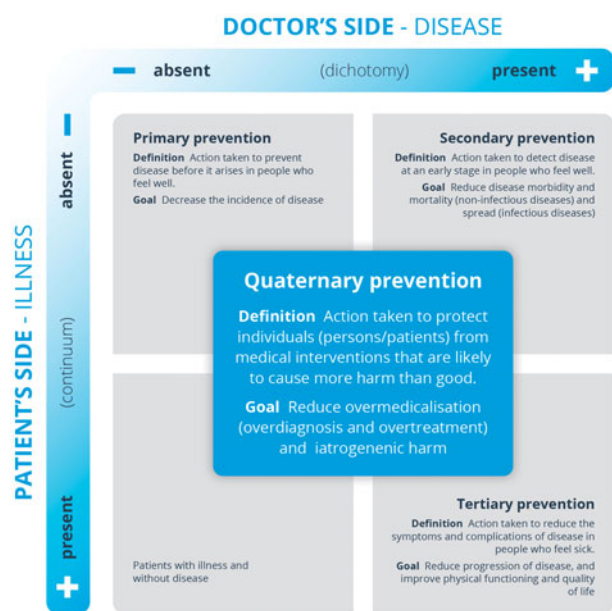 DOCTOR'S SIDE - DISEASE
− absent (dichotomy) present +
PATIENT'S SIDE - ILLNESS
− absent (continuum) present +
Primary prevention
Definition Action taken to prevent
disease before it arises in people who
feel well.
Goal Decrease the incidence of disease
Secondary prevention
Definition Action taken to detect disease
at an early stage in people who feel well.
Goal Reduce disease morbidity and
mortality (non-infectious diseases) and
spread (infectious diseases)
Quaternary prevention
Definition Action taken to protect
individuals (persons/patients) from
medical interventions that are likely
to cause more harm than good.
Goal Reduce overmedicalisation
(overdiagnosis and overtreatment)
and iatrogenenic harm
Patients with illness and
without disease
Tertiary prevention
Definition Action taken to reduce the
symptoms and complications of disease in
people who feel sick.
Goal Reduce progression of disease, and
improve physical functioning and quality
of life